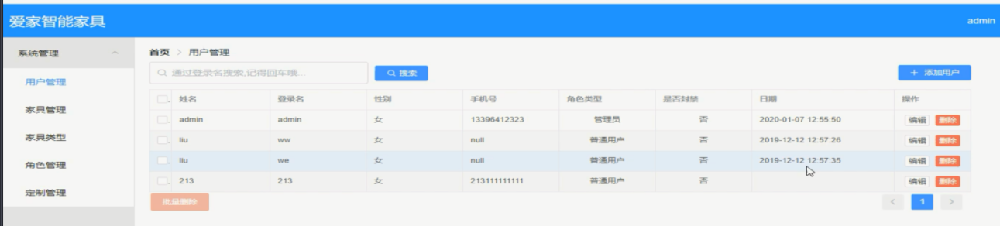 爱家智能家具 admin
系统管理
用户管理
家具管理
家具类型
角色管理
定制管理
首页 > 用户管理
通过登录名搜索,记得回车哦... 搜索 + 添加用户
姓名 登录名 性别 手机号 角色类型 是否封禁 日期 操作
admin admin 女 13396412323 管理员 否 2020-01-07 12:55:50 编辑 删除
liu ww 女 null 普通用户 否 2019-12-12 12:57:26 编辑 删除
liu we 女 null 普通用户 否 2019-12-12 12:57:35 编辑 删除
213 213 女 213111111111 普通用户 否 编辑 删除
批量删除 < 1 >